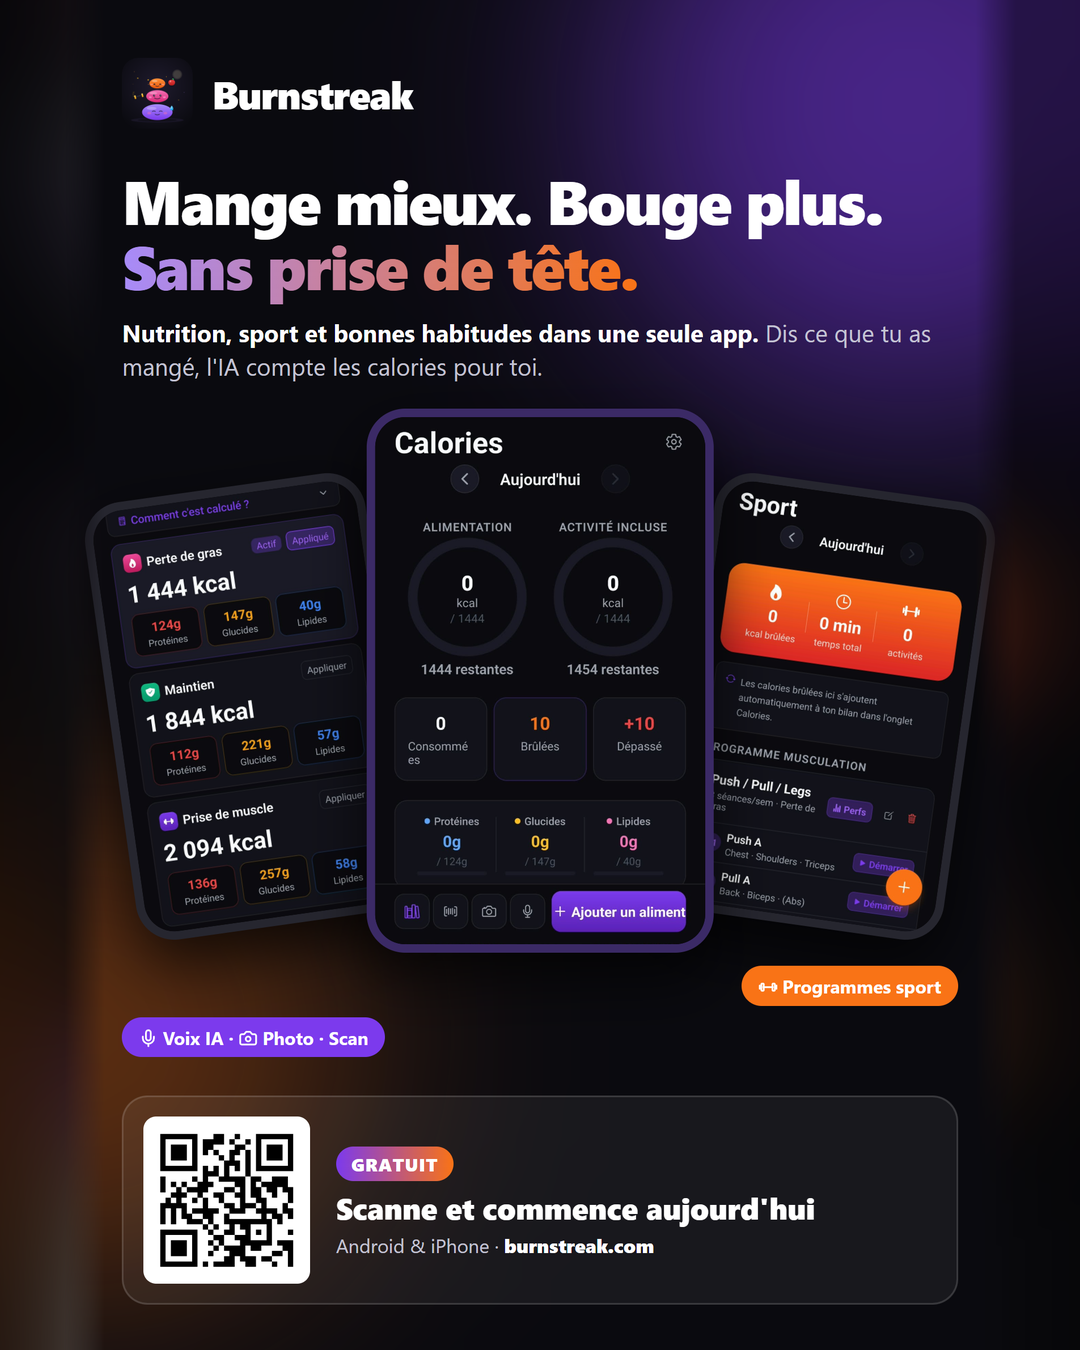 Burnstreak
Mange mieux. Bouge plus.
Sans prise de tête.
Nutrition, sport et bonnes habitudes dans une seule app. Dis ce que tu as
mangé, l'IA compte les calories pour toi.
Comment c'est calculé ?
Perte de gras
Actif
Appliqué
1 444 kcal
124g
Protéines
147g
Glucides
40g
Lipides
Maintien
Appliquer
1 844 kcal
112g
Protéines
221g
Glucides
57g
Lipides
Prise de muscle
Appliquer
2 094 kcal
136g
Protéines
257g
Glucides
58g
Lipides
Calories
Aujourd'hui
ALIMENTATION
0
kcal
/ 1444
1444 restantes
ACTIVITÉ INCLUSE
0
kcal
/ 1444
1454 restantes
0
Consommé
es
10
Brûlées
+10
Dépassé
Protéines
0g
/ 124g
Glucides
0g
/ 147g
Lipides
0g
/ 40g
+ Ajouter un aliment
Sport
Aujourd'hui
0
kcal brûlées
0 min
temps total
0
activités
Les calories brûlées ici s'ajoutent
automatiquement à ton bilan dans l'onglet
Calories.
ROGRAMME MUSCULATION
Push / Pull / Legs
séances/sem · Perte de
ras
Perfs
Push A
Chest · Shoulders · Triceps
Démarrer
Pull A
Back · Biceps · (Abs)
Démarrer
+
Programmes sport
Voix IA · Photo · Scan
GRATUIT
Scanne et commence aujourd'hui
Android & iPhone · burnstreak.com